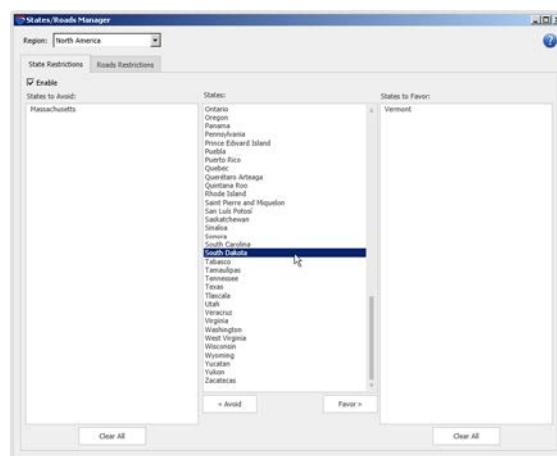 States/Roads Manager
Region: North America
?
State Restrictions Roads Restrictions
Enable
States to Avoid:
States:
States to Favor:
Massachusetts
Vermont
Ontario
Oregon
Panama
Pennsylvania
Prince Edward Island
Puebla
Puerto Rico
Quebec
Querétaro Arteaga
Quintana Roo
Rhode Island
Saint Pierre and Miquelon
San Luis Potosí
Saskatchewan
Sinaloa
Sonora
South Carolina
South Dakota
Tabasco
Tamaulipas
Tennessee
Texas
Tlaxcala
Utah
Veracruz
Virginia
Washington
West Virginia
Wisconsin
Wyoming
Yucatan
Yukon
Zacatecas
« Avoid
Favor »
Clear All
Clear All